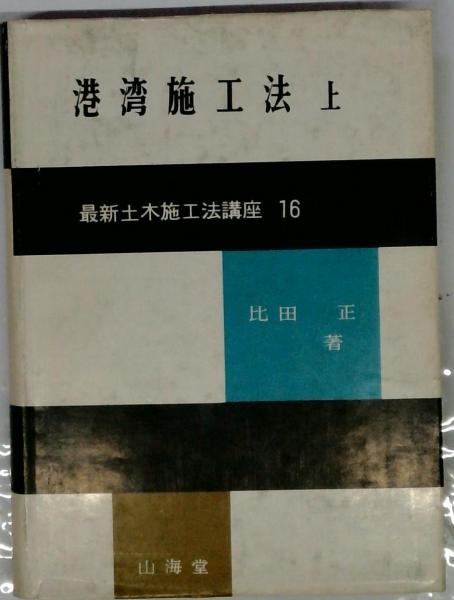 港湾施工法 上
最新土木施工法講座 16
比田 正
著
山海堂